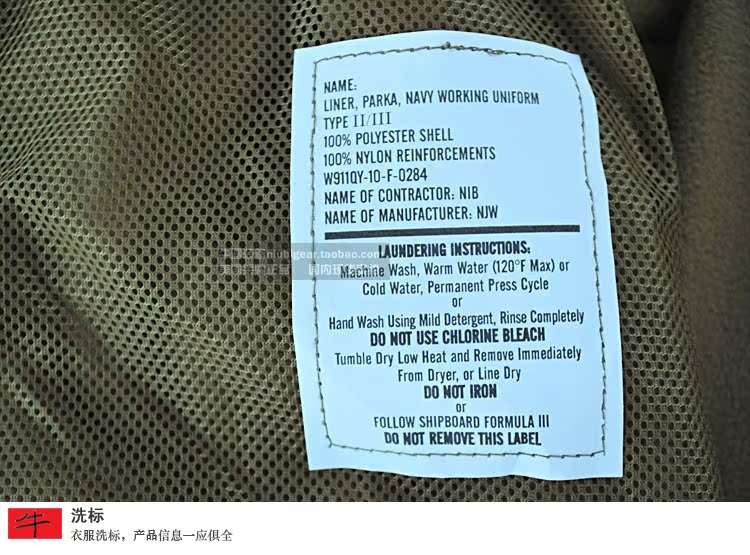 NAME:
LINER, PARKA, NAVY WORKING UNIFORM
TYPE II/III
100% POLYESTER SHELL
100% NYLON REINFORCEMENTS
W911QY-10-F-0284
NAME OF CONTRACTOR: NIB
NAME OF MANUFACTURER: NJW
LAUNDERING INSTRUCTIONS:
Machine Wash, Warm Water (120°F Max) or
Cold Water, Permanent Press Cycle
or
Hand Wash Using Mild Detergent, Rinse Completely
DO NOT USE CHLORINE BLEACH
Tumble Dry Low Heat and Remove Immediately
From Dryer, or Line Dry
DO NOT IRON
or
FOLLOW SHIPBOARD FORMULA III
DO NOT REMOVE THIS LABEL
niubigear.taobao.com
牛
洗标
衣服洗标，产品信息一应俱全